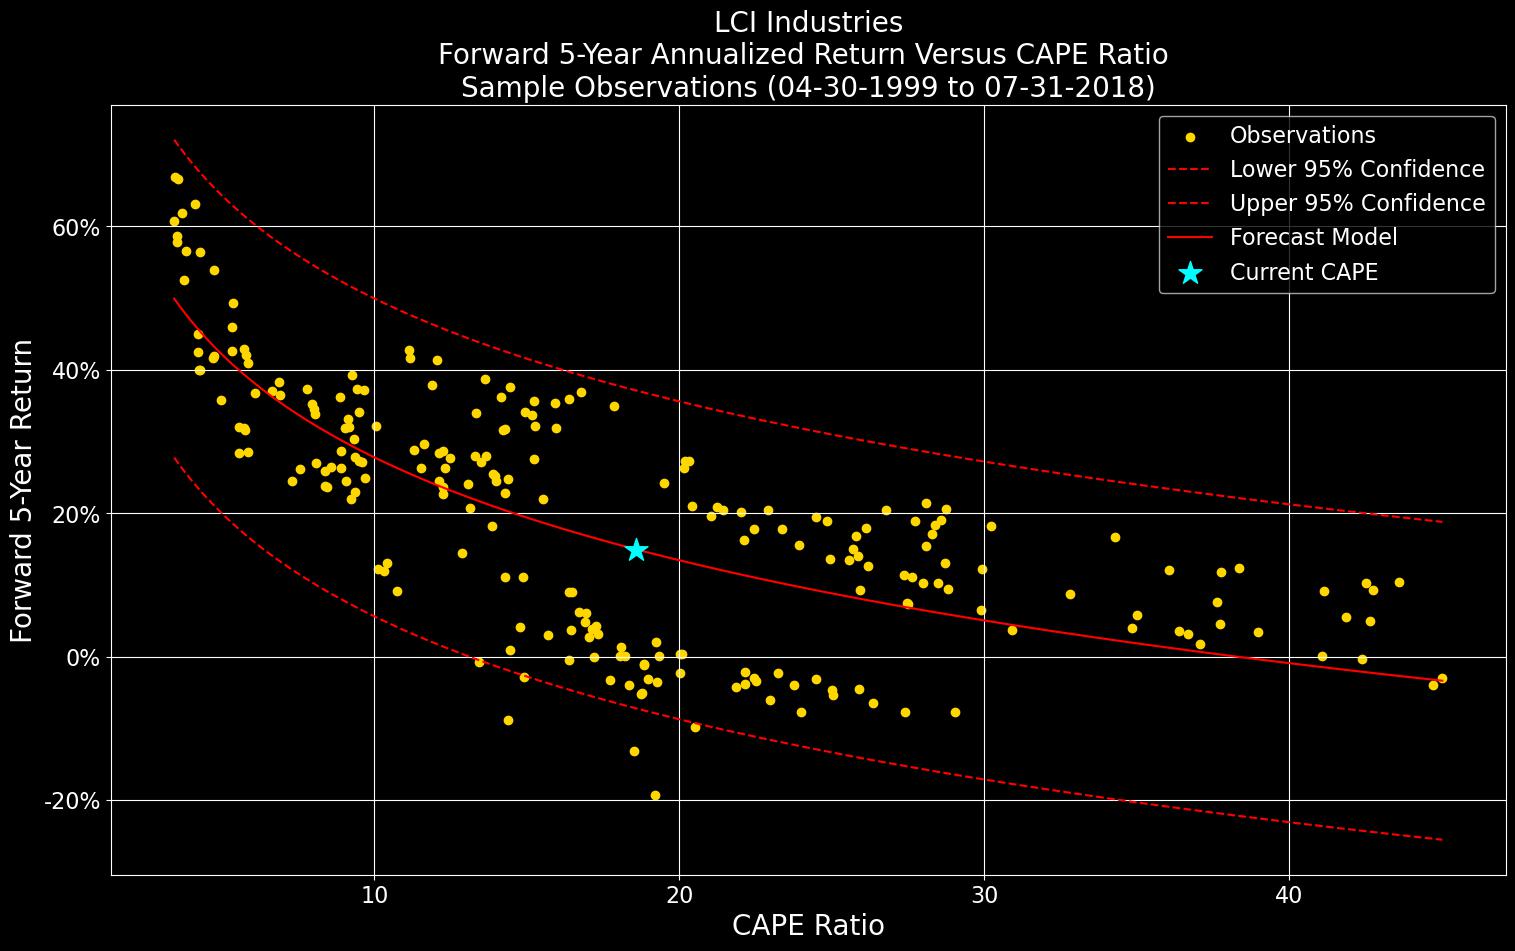 LCI Industries
Forward 5-Year Annualized Return Versus CAPE Ratio
Sample Observations (04-30-1999 to 07-31-2018)
Observations
Lower 95% Confidence
Upper 95% Confidence
Forecast Model
Current CAPE
Forward 5-Year Return
60%
40%
20%
0%
-20%
10 20 30 40
CAPE Ratio